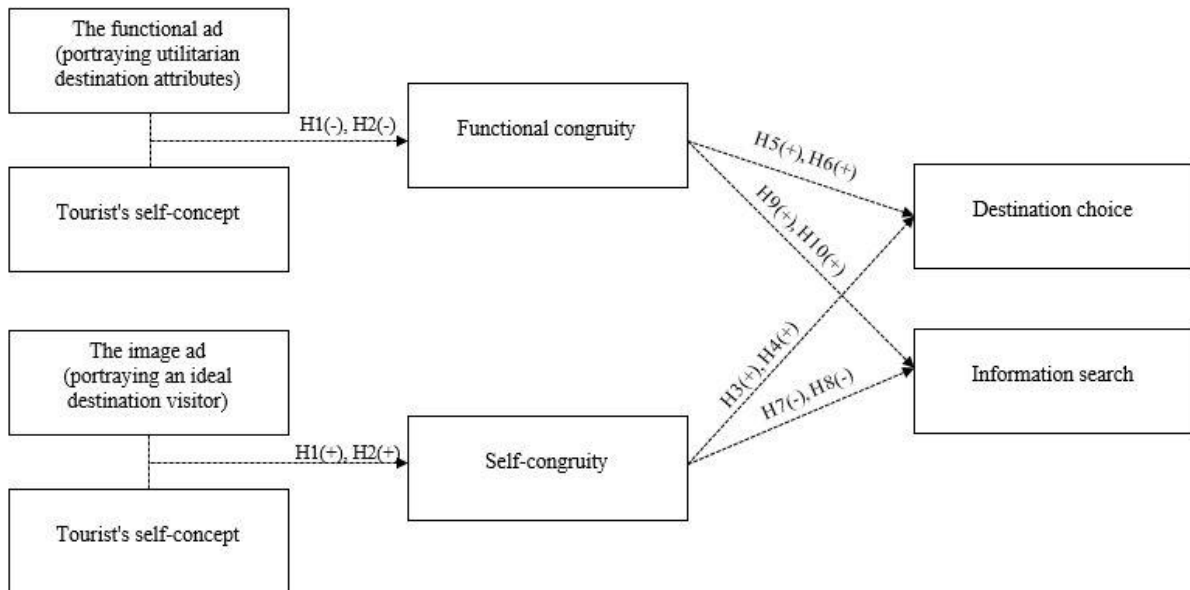 The functional ad
(portraying utilitarian
destination attributes)
H1(-), H2(-)
Functional congruity
Tourist's self-concept
H5(+), H6(+)
H9(+), H10(+)
Destination choice
The image ad
(portraying an ideal
destination visitor)
H3(+), H4(+)
H7(-), H8(-)
Information search
H1(+), H2(+)
Self-congruity
Tourist's self-concept